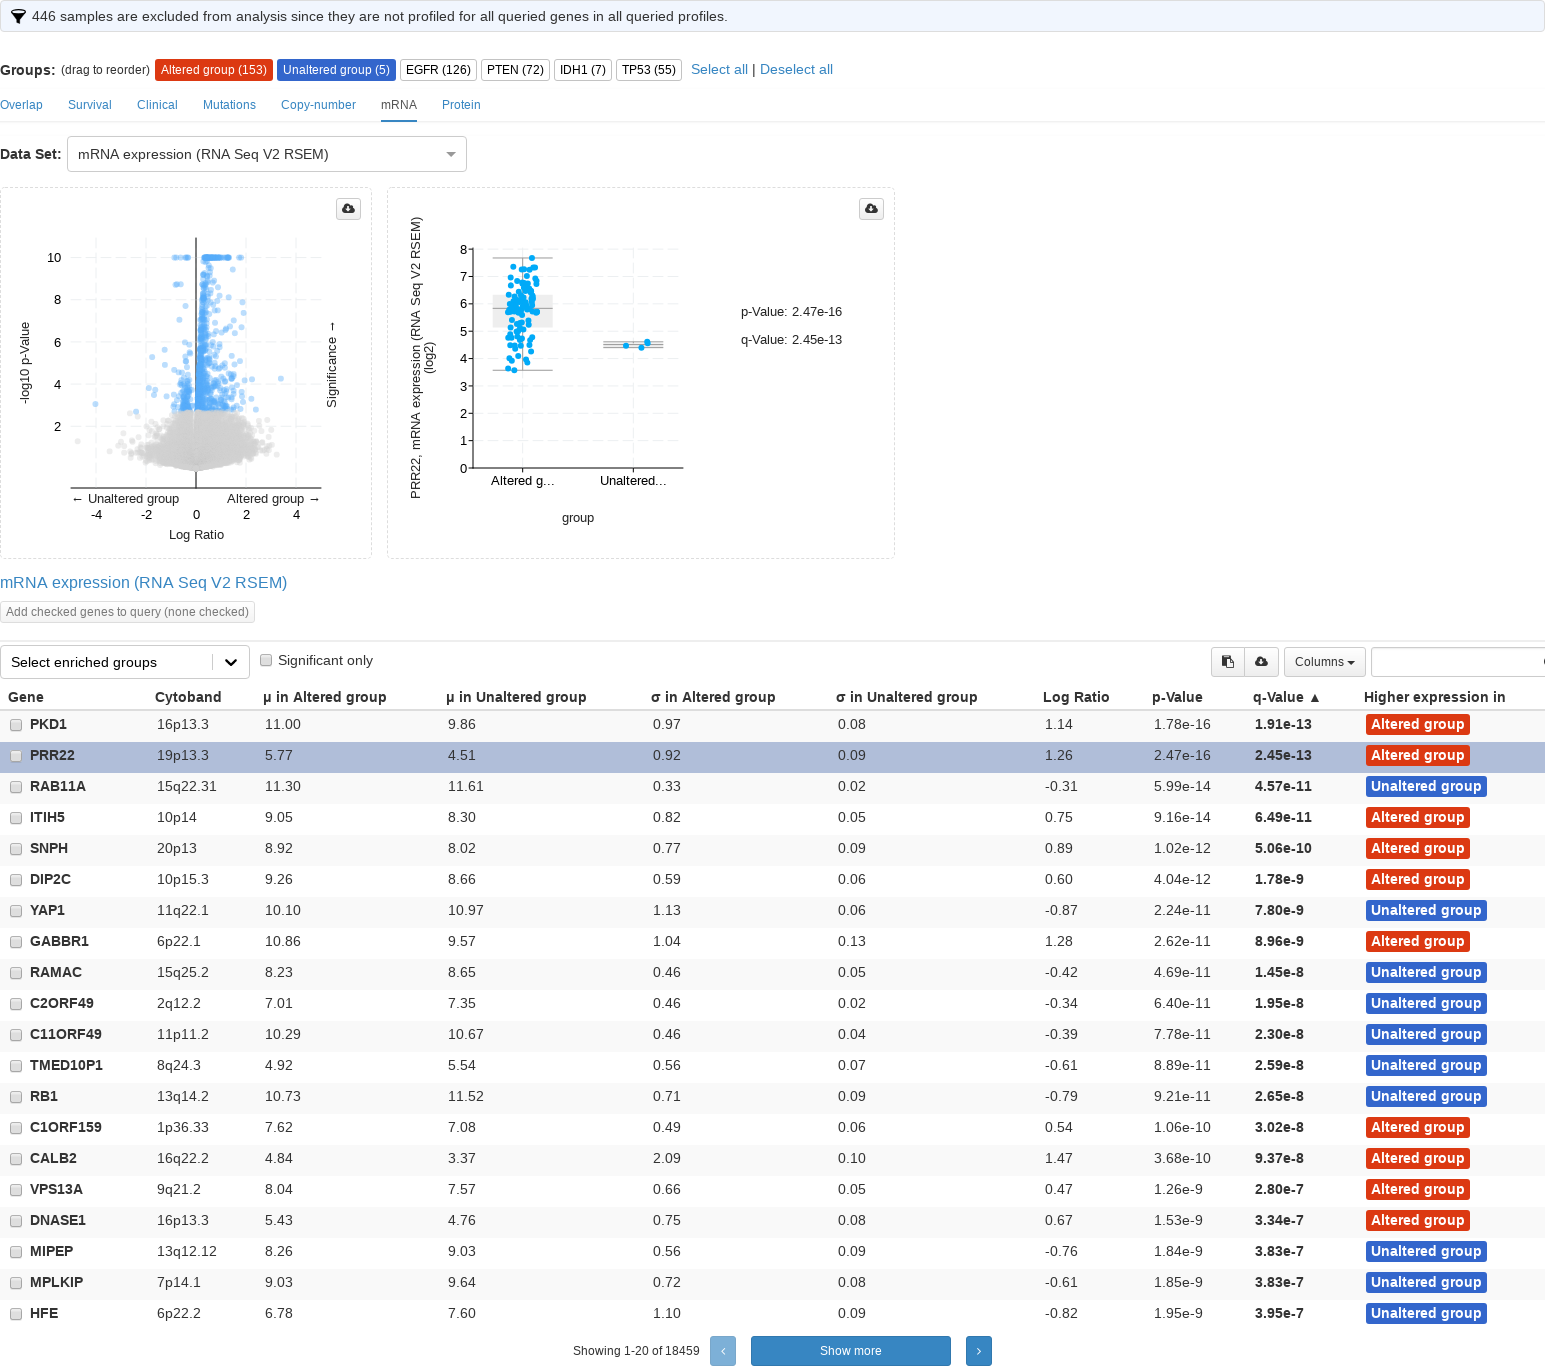 446 samples are excluded from analysis since they are not profiled for all queried genes in all queried profiles.
Groups: (drag to reorder) Altered group (153) Unaltered group (5) EGFR (126) PTEN (72) IDH1 (7) TP53 (55) Select all | Deselect all
Overlap Survival Clinical Mutations Copy-number mRNA Protein
Data Set: mRNA expression (RNA Seq V2 RSEM)
10
8
6
4
2
-log10 p-Value
Significance →
← Unaltered group Altered group →
-4 -2 0 2 4
Log Ratio
PRR22, mRNA expression (RNA Seq V2 RSEM)
(log2)
8
7
6
5
4
3
2
1
0
Altered g... Unaltered...
group
p-Value: 2.47e-16
q-Value: 2.45e-13
mRNA expression (RNA Seq V2 RSEM)
Add checked genes to query (none checked)
Select enriched groups Significant only Columns
Gene Cytoband μ in Altered group μ in Unaltered group σ in Altered group σ in Unaltered group Log Ratio p-Value q-Value ▲ Higher expression in
PKD1 16p13.3 11.00 9.86 0.97 0.08 1.14 1.78e-16 1.91e-13 Altered group
PRR22 19p13.3 5.77 4.51 0.92 0.09 1.26 2.47e-16 2.45e-13 Altered group
RAB11A 15q22.31 11.30 11.61 0.33 0.02 -0.31 5.99e-14 4.57e-11 Unaltered group
ITIH5 10p14 9.05 8.30 0.82 0.05 0.75 9.16e-14 6.49e-11 Altered group
SNPH 20p13 8.92 8.02 0.77 0.09 0.89 1.02e-12 5.06e-10 Altered group
DIP2C 10p15.3 9.26 8.66 0.59 0.06 0.60 4.04e-12 1.78e-9 Altered group
YAP1 11q22.1 10.10 10.97 1.13 0.06 -0.87 2.24e-11 7.80e-9 Unaltered group
GABBR1 6p22.1 10.86 9.57 1.04 0.13 1.28 2.62e-11 8.96e-9 Altered group
RAMAC 15q25.2 8.23 8.65 0.46 0.05 -0.42 4.69e-11 1.45e-8 Unaltered group
C2ORF49 2q12.2 7.01 7.35 0.46 0.02 -0.34 6.40e-11 1.95e-8 Unaltered group
C11ORF49 11p11.2 10.29 10.67 0.46 0.04 -0.39 7.78e-11 2.30e-8 Unaltered group
TMED10P1 8q24.3 4.92 5.54 0.56 0.07 -0.61 8.89e-11 2.59e-8 Unaltered group
RB1 13q14.2 10.73 11.52 0.71 0.09 -0.79 9.21e-11 2.65e-8 Unaltered group
C1ORF159 1p36.33 7.62 7.08 0.49 0.06 0.54 1.06e-10 3.02e-8 Altered group
CALB2 16q22.2 4.84 3.37 2.09 0.10 1.47 3.68e-10 9.37e-8 Altered group
VPS13A 9q21.2 8.04 7.57 0.66 0.05 0.47 1.26e-9 2.80e-7 Altered group
DNASE1 16p13.3 5.43 4.76 0.75 0.08 0.67 1.53e-9 3.34e-7 Altered group
MIPEP 13q12.12 8.26 9.03 0.56 0.09 -0.76 1.84e-9 3.83e-7 Unaltered group
MPLKIP 7p14.1 9.03 9.64 0.72 0.08 -0.61 1.85e-9 3.83e-7 Unaltered group
HFE 6p22.2 6.78 7.60 1.10 0.09 -0.82 1.95e-9 3.95e-7 Unaltered group
Showing 1-20 of 18459 ‹ Show more ›